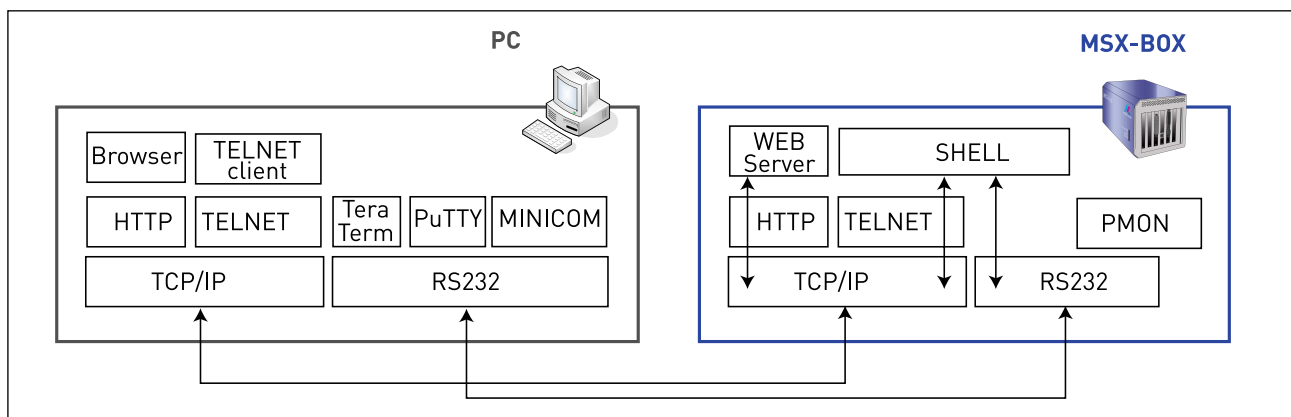 PC
MSX-BOX
Browser
TELNET
client
HTTP
TELNET
Tera
Term
PuTTY
MINICOM
TCP/IP
RS232
WEB
Server
SHELL
HTTP
TELNET
PMON
TCP/IP
RS232